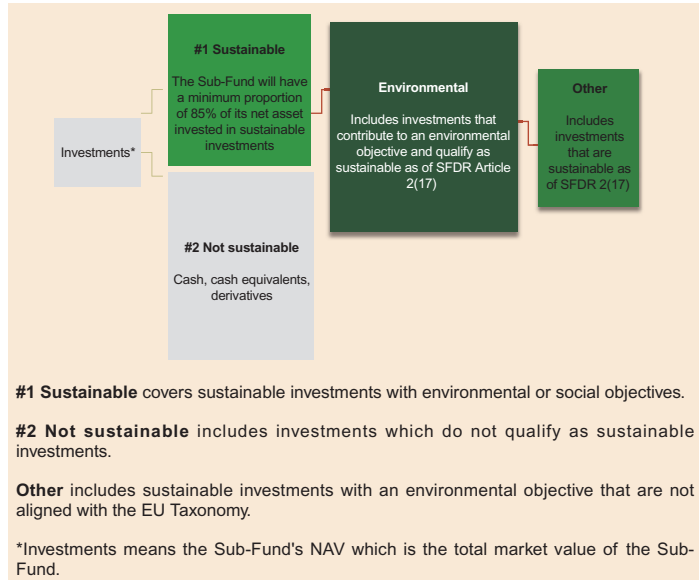 Investments*
#1 Sustainable
The Sub-Fund will have
a minimum proportion
of 85% of its net asset
invested in sustainable
investments
#2 Not sustainable
Cash, cash equivalents,
derivatives
Environmental
Includes investments that
contribute to an environmental
objective and qualify as
sustainable as of SFDR Article
2(17)
Other
Includes
investments
that are
sustainable as
of SFDR 2(17)
#1 Sustainable covers sustainable investments with environmental or social objectives.
#2 Not sustainable includes investments which do not qualify as sustainable
investments.
Other includes sustainable investments with an environmental objective that are not
aligned with the EU Taxonomy.
*Investments means the Sub-Fund's NAV which is the total market value of the Sub-
Fund.